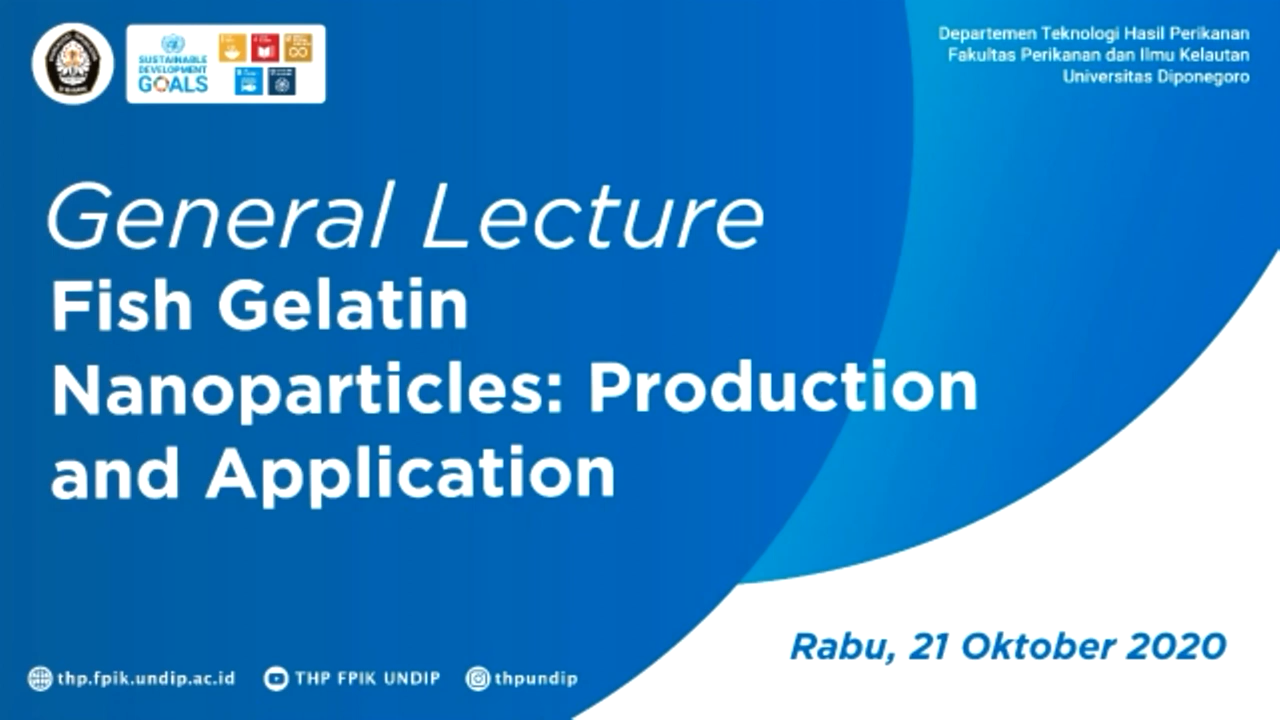 SUSTAINABLE
DEVELOPMENT
GOALS
Departemen Teknologi Hasil Perikanan
Fakultas Perikanan dan Ilmu Kelautan
Universitas Diponegoro
General Lecture
Fish Gelatin
Nanoparticles: Production
and Application
Rabu, 21 Oktober 2020
thp.fpik.undip.ac.id
THP FPIK UNDIP
thpundip